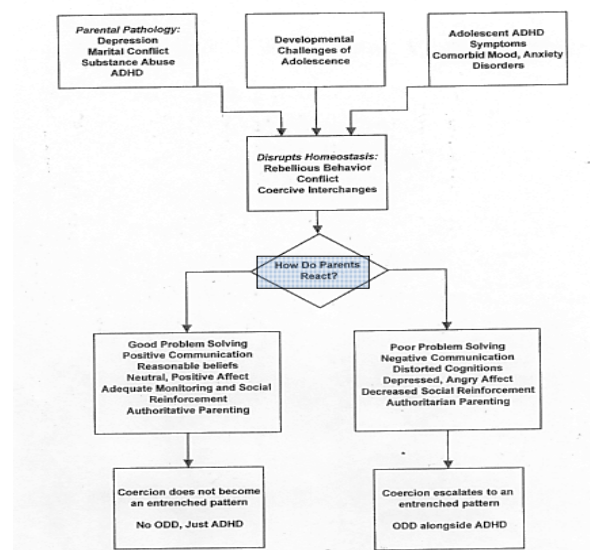 Parental Pathology:
Depression
Marital Conflict
Substance Abuse
ADHD
Developmental
Challenges of
Adolescence
Adolescent ADHD
Symptoms
Comorbid Mood, Anxiety
Disorders
Disrupts Homeostasis:
Rebellious Behavior
Conflict
Coercive Interchanges
How Do Parents
React?
Good Problem Solving
Positive Communication
Reasonable beliefs
Neutral, Positive Affect
Adequate Monitoring and Social
Reinforcement
Authoritative Parenting
Poor Problem Solving
Negative Communication
Distorted Cognitions
Depressed, Angry Affect
Decreased Social Reinforcement
Authoritarian Parenting
Coercion does not become
an entrenched pattern
No ODD, Just ADHD
Coercion escalates to an
entrenched pattern
ODD alongside ADHD